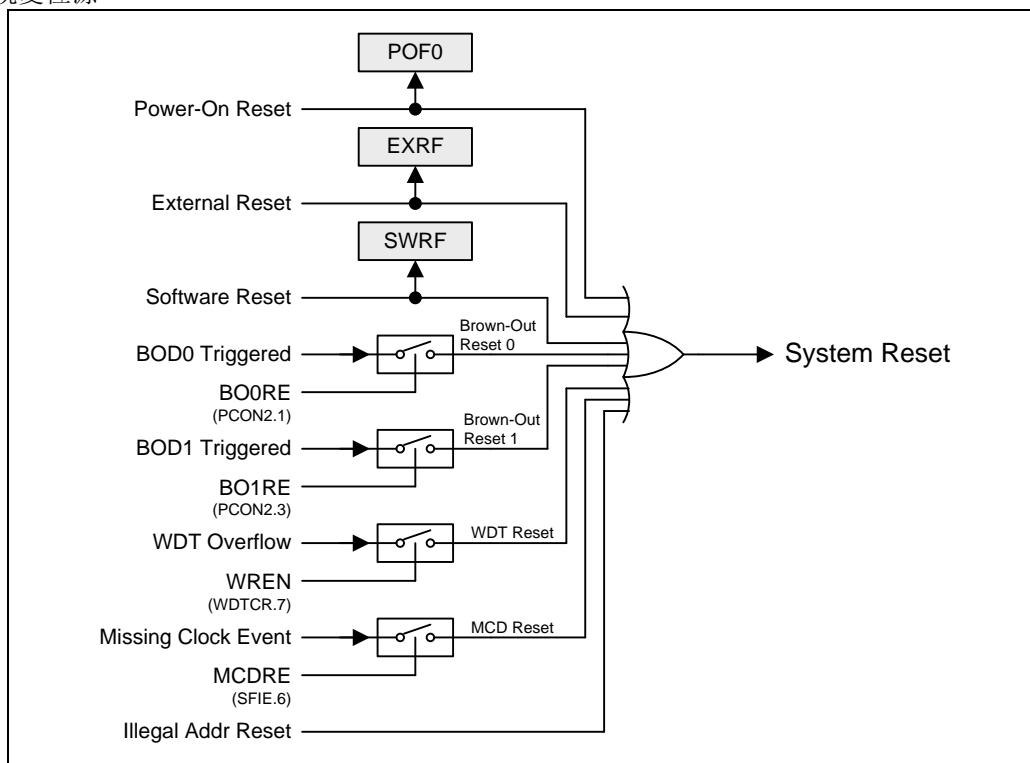 POF0
Power-On Reset
EXRF
External Reset
SWRF
Software Reset
Brown-Out
Reset 0
BOD0 Triggered
System Reset
BO0RE
(PCON2.1)
Brown-Out
Reset 1
BOD1 Triggered
BO1RE
(PCON2.3)
WDT Reset
WDT Overflow
WREN
(WDTCR.7)
MCD Reset
Missing Clock Event
MCDRE
(SFIE.6)
Illegal Addr Reset